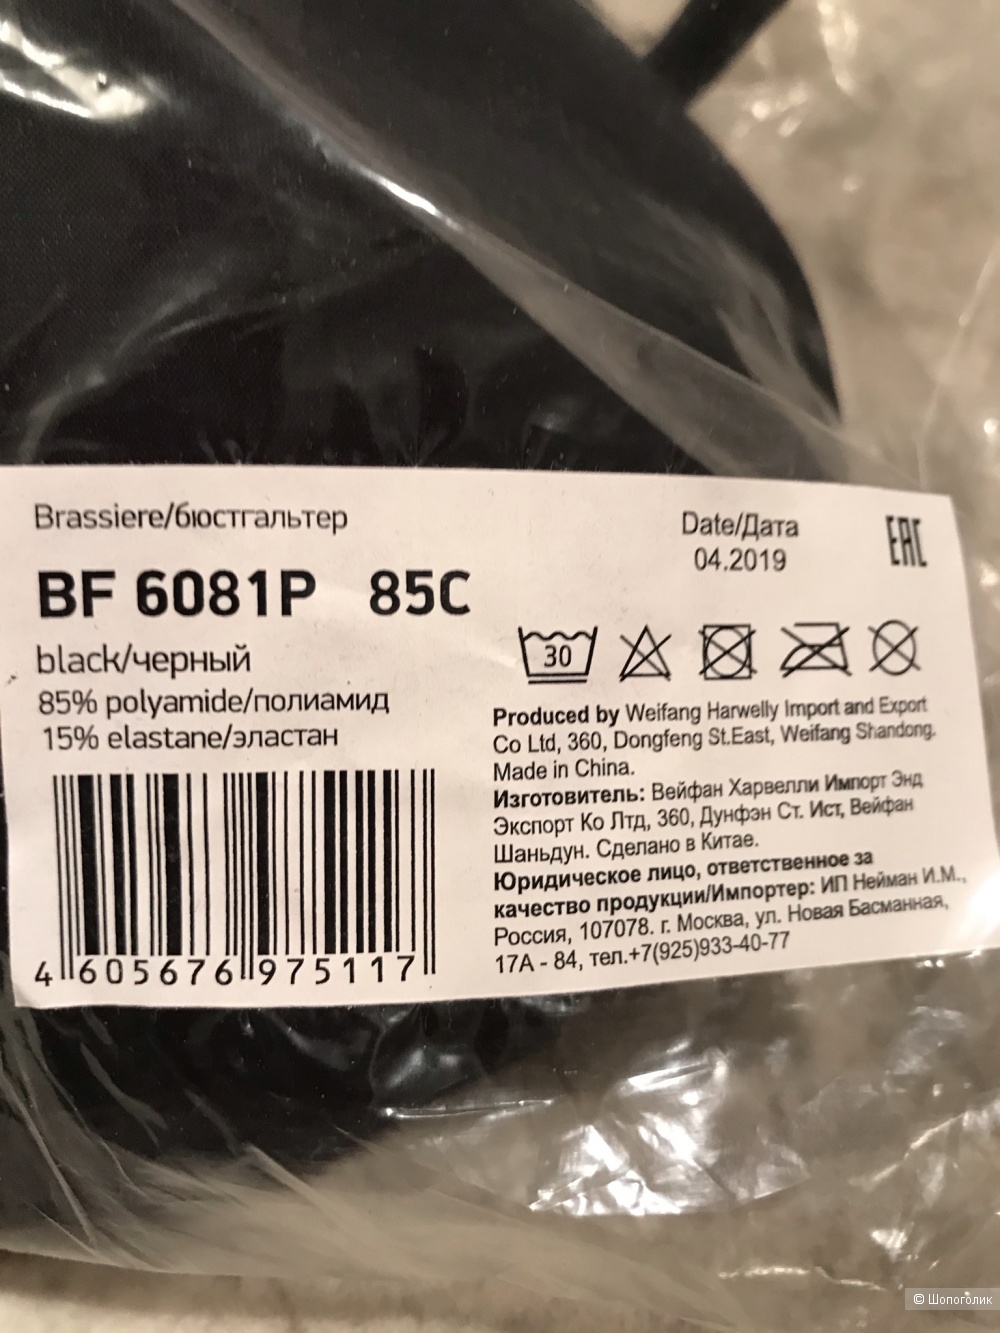 Brassiere/бюстгальтер
BF 6081P 85C
black/черный
85% polyamide/полиамид
15% elastane/эластан
4 605676 975117
Date/Дата
04.2019
EAC
30
Produced by Weifang Harwelly Import and Export
Co Ltd, 360, Dongfeng St.East, Weifang Shandong.
Made in China.
Изготовитель: Вейфан Харвелли Импорт Энд
Экспорт Ко Лтд, 360, Дунфэн Ст. Ист, Вейфан
Шаньдун. Сделано в Китае.
Юридическое лицо, ответственное за
качество продукции/Импортер: ИП Нейман И.М.,
Россия, 107078. г. Москва, ул. Новая Басманная,
17А - 84, тел.+7(925)933-40-77
© Шопоголик